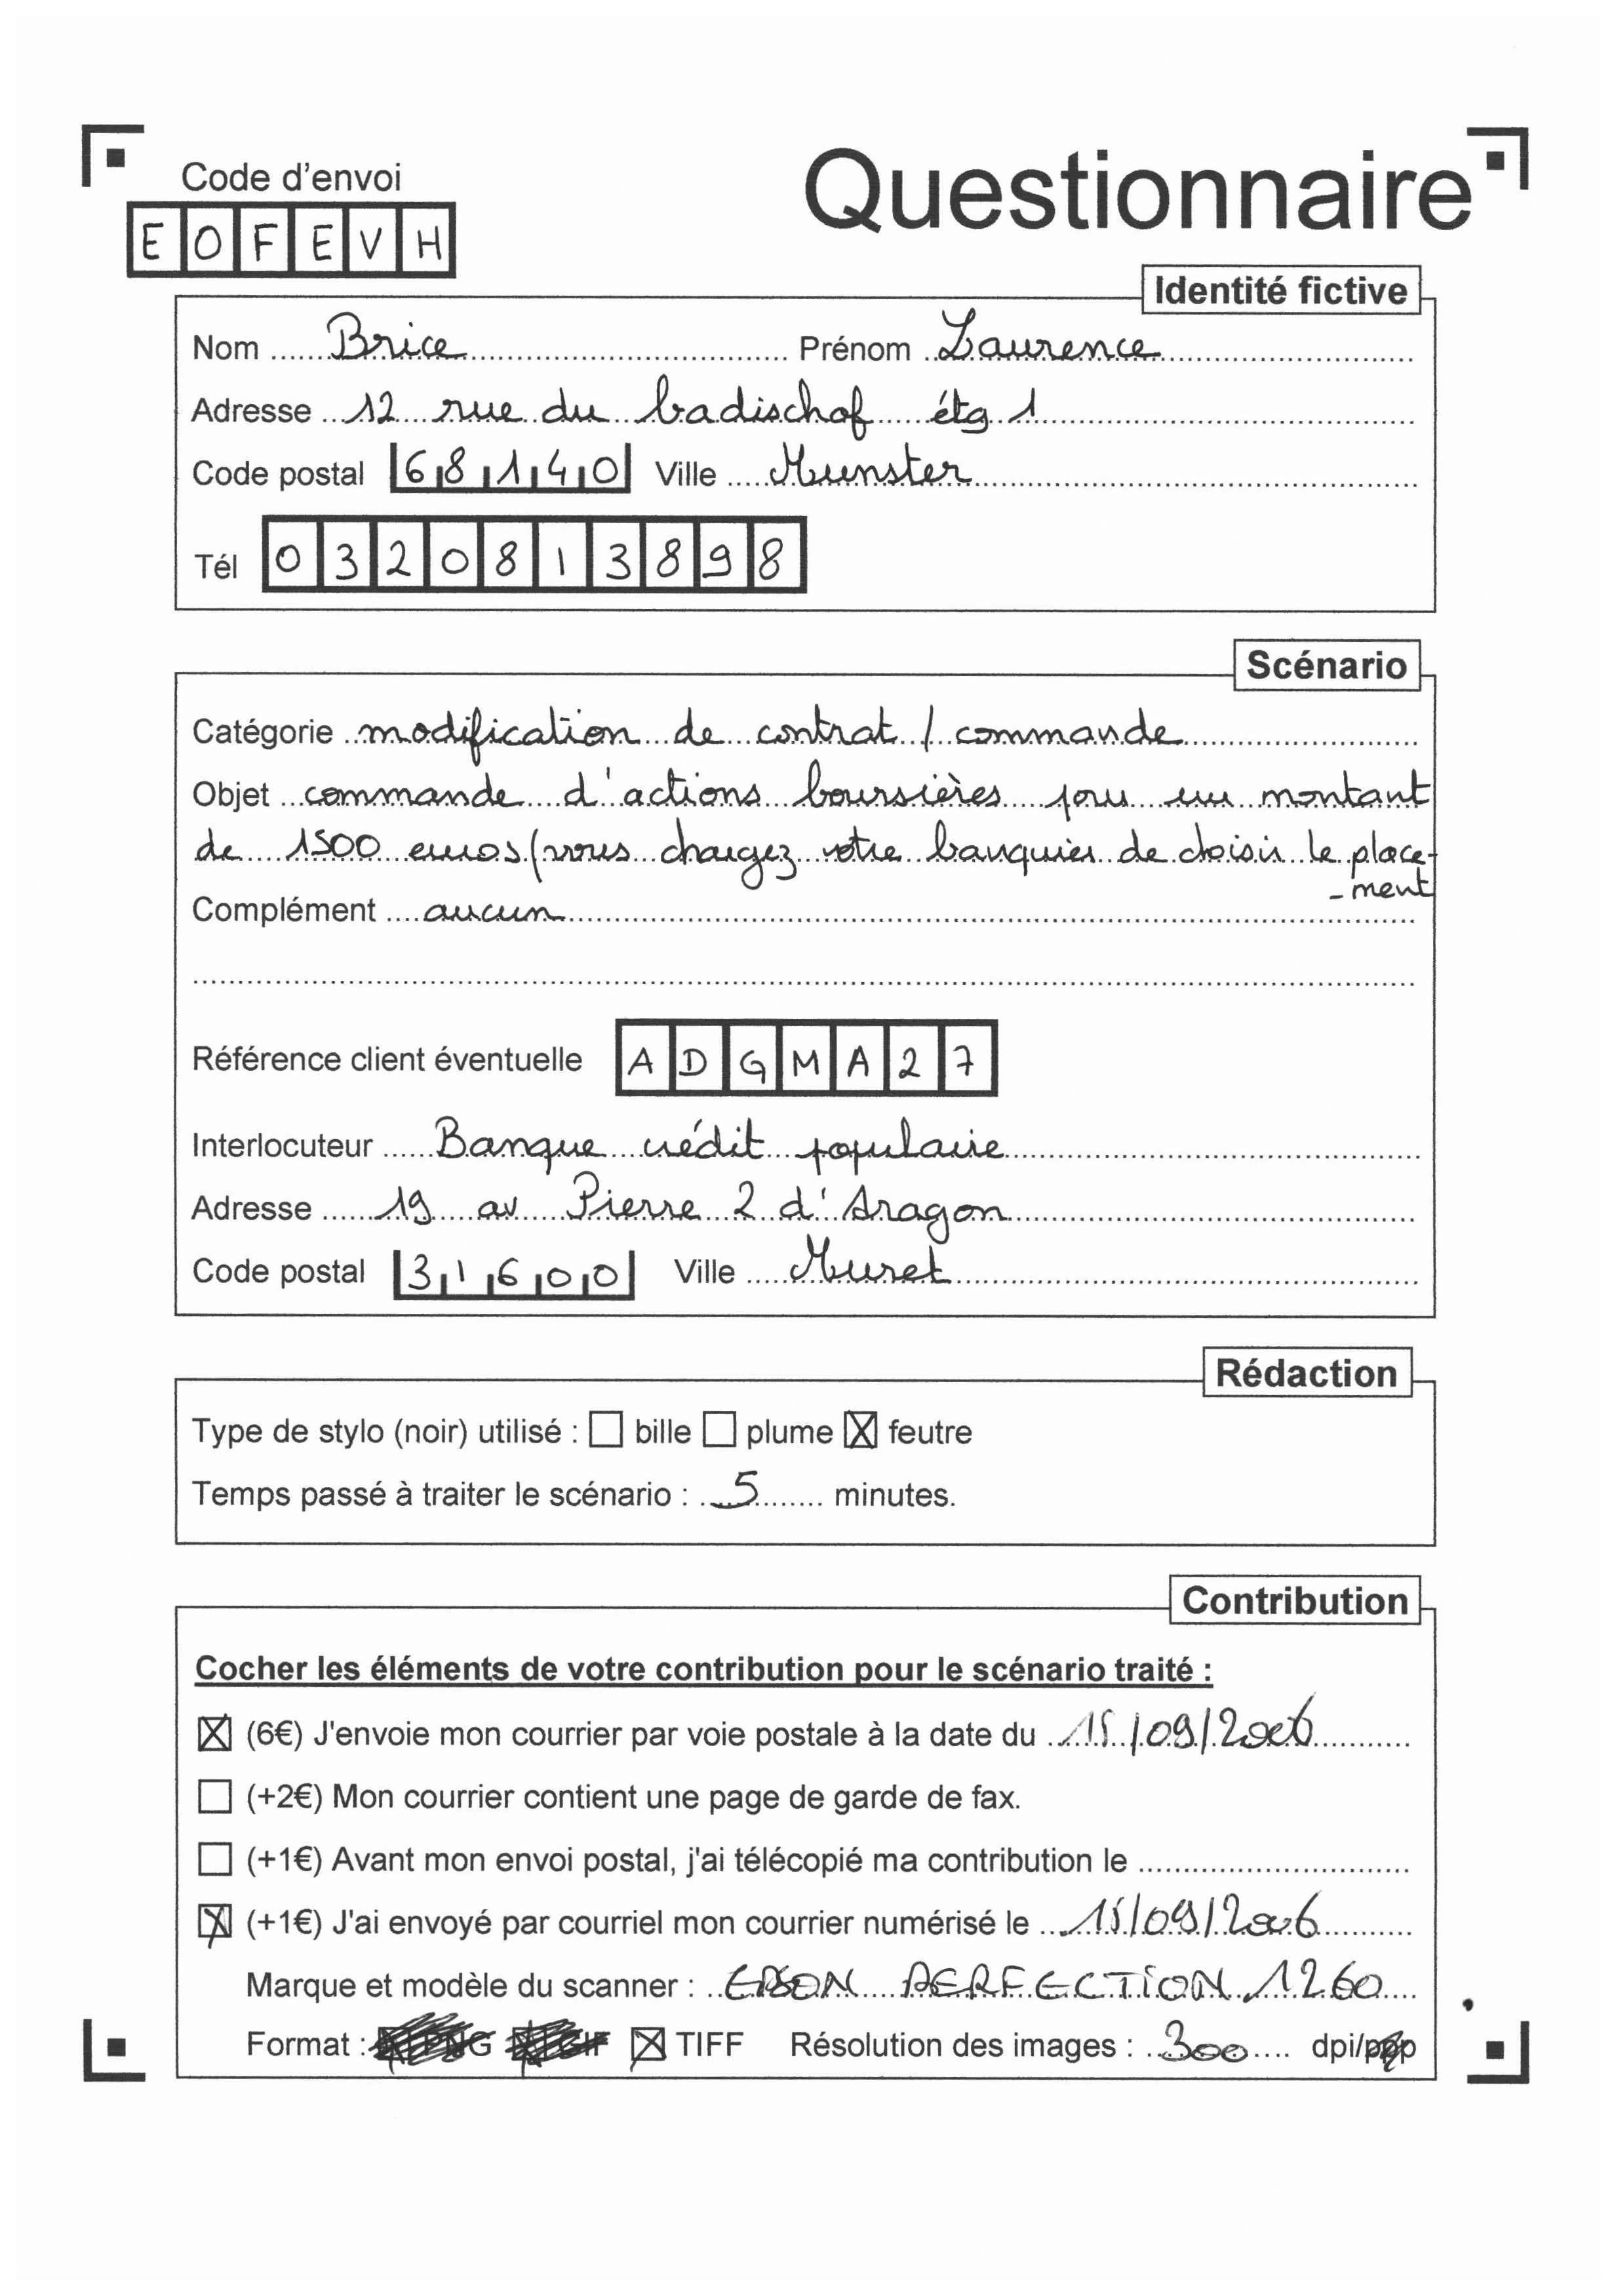 Code d'envoi
EOFEVH
Questionnaire
Identité fictive
Nom Brice Prénom Laurence
Adresse 12 rue du badischof étg 1
Code postal 68140 Ville Munster
Tél 0320813898
Scénario
Catégorie modification de contrat / commande
Objet commande d'actions boursières pour un montant
de 1500 euros (vous chargez votre banquier de choisir le place-
-ment
Complément aucun
Référence client éventuelle ADGMA27
Interlocuteur Banque crédit populaire
Adresse 19 av Pierre 2 d'Aragon
Code postal 31600 Ville Muret
Rédaction
Type de stylo (noir) utilisé : bille plume feutre
Temps passé à traiter le scénario : 5 minutes.
Contribution
Cocher les éléments de votre contribution pour le scénario traité :
(6€) J'envoie mon courrier par voie postale à la date du 15/09/2006
(+2€) Mon courrier contient une page de garde de fax.
(+1€) Avant mon envoi postal, j'ai télécopié ma contribution le
(+1€) J'ai envoyé par courriel mon courrier numérisé le 15/09/2006
Marque et modèle du scanner : EPSON PERFECTION 1260
Format : PNG GIF TIFF Résolution des images : 300 dpi/ppp